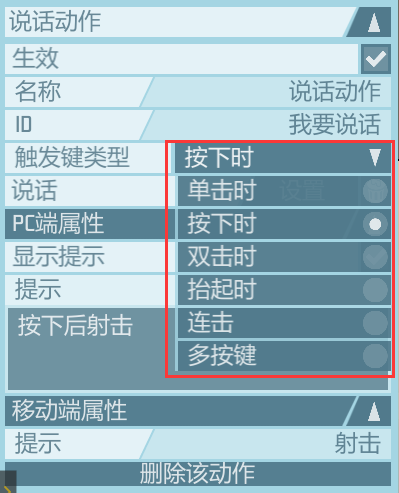 说话动作
生效
名称 说话动作
ID 我要说话
触发键类型 按下时
说话 单击时 设置
PC端属性 按下时
显示提示 双击时
提示 抬起时
按下后射击 连击
多按键
移动端属性
提示 射击
删除该动作